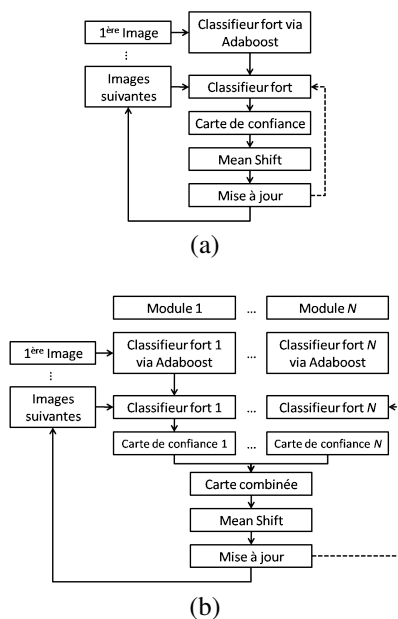 1ère Image
Classifieur fort via
Adaboost
⋮
Images
suivantes
Classifieur fort
Carte de confiance
Mean Shift
Mise à jour
(a)
Module 1
...
Module N
1ère Image
Classifieur fort 1
via Adaboost
...
Classifieur fort N
via Adaboost
⋮
Images
suivantes
Classifieur fort 1
...
Classifieur fort N
Carte de confiance 1
...
Carte de confiance N
Carte combinée
Mean Shift
Mise à jour
(b)